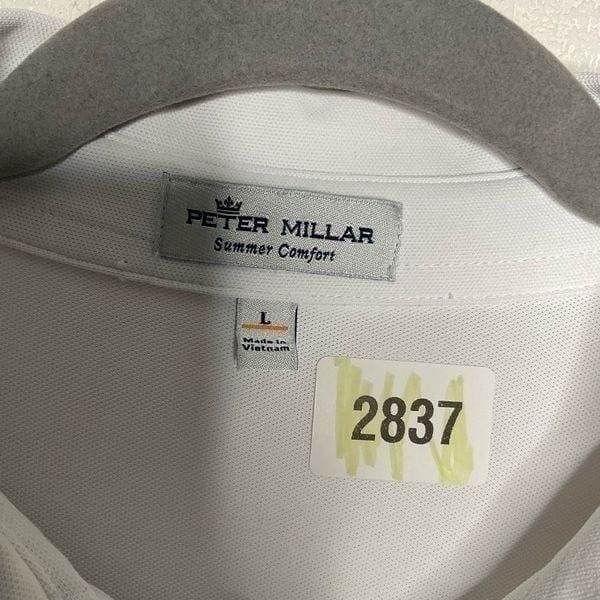 PETER MILLAR
Summer Comfort
L
Made in
Vietnam
2837